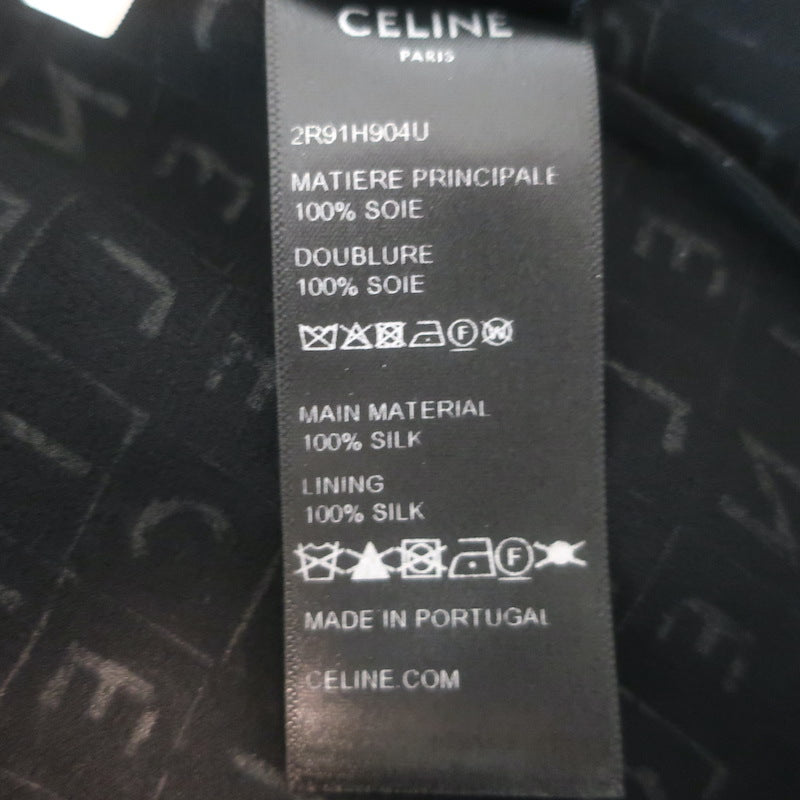 CELINE
PARIS
2R91H904U
MATIERE PRINCIPALE
100% SOIE
DOUBLURE
100% SOIE
F W
MAIN MATERIAL
100% SILK
LINING
100% SILK
F
MADE IN PORTUGAL
CELINE.COM